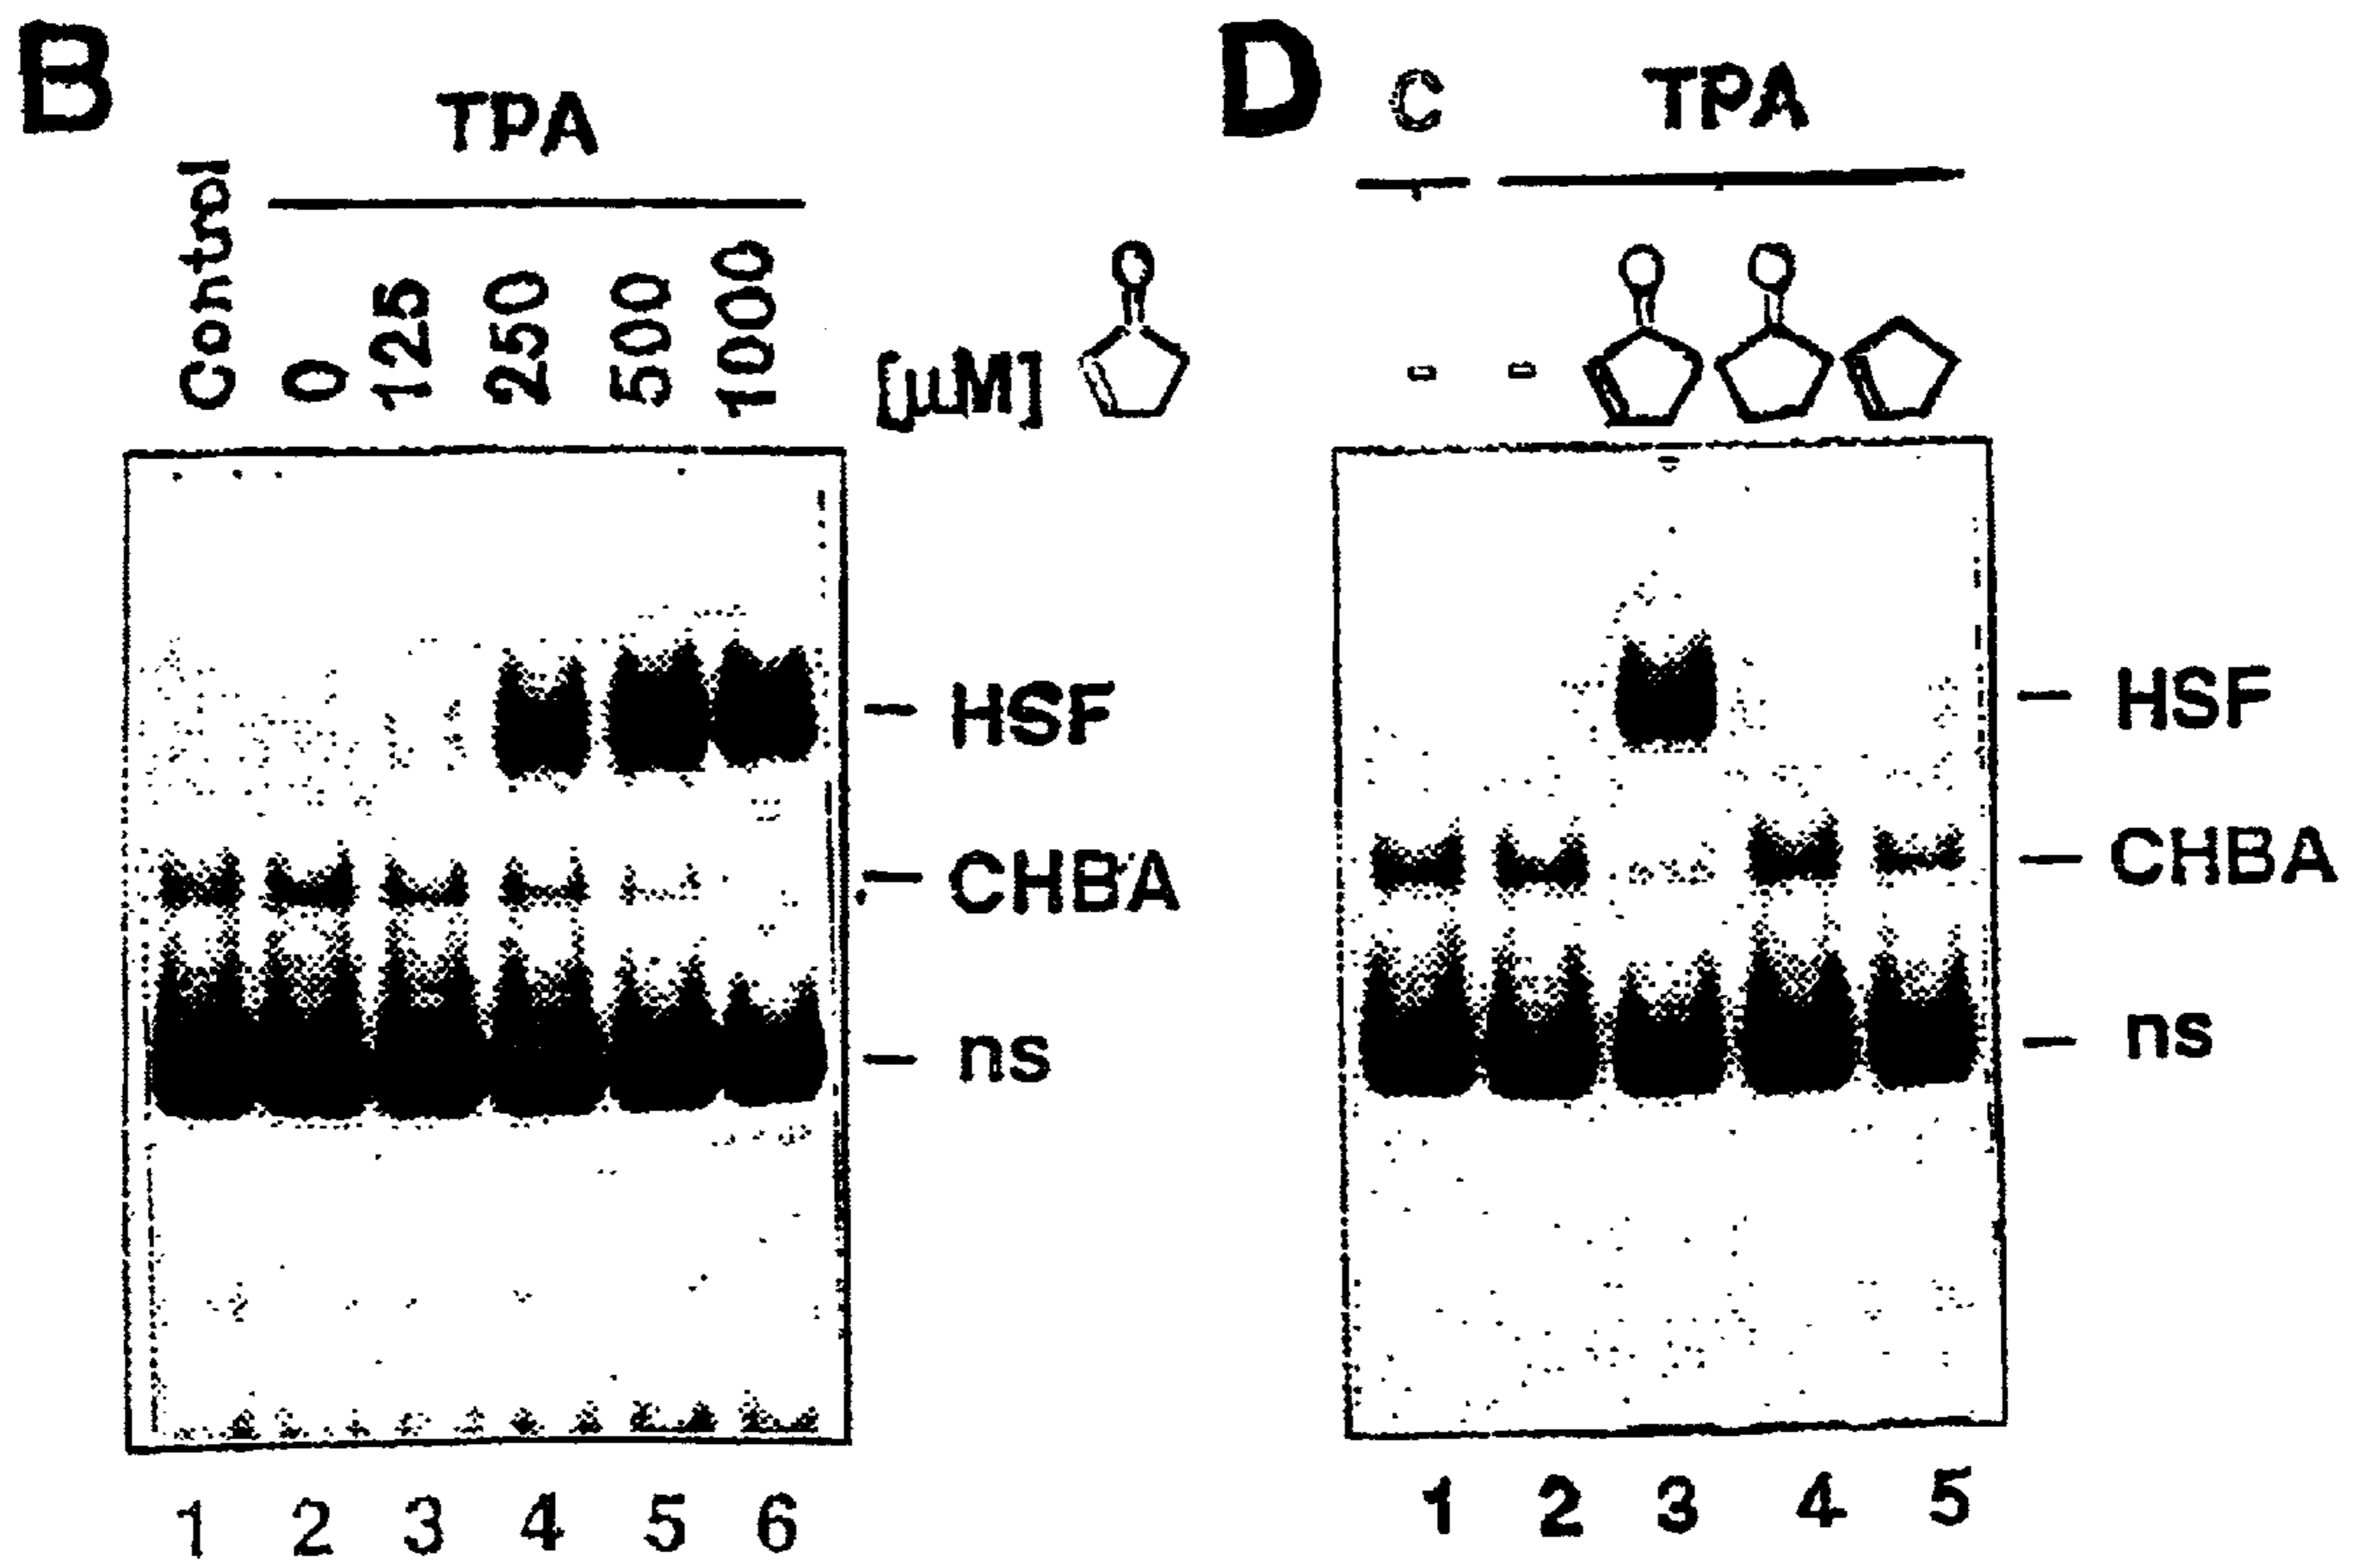 B
TPA
Control 0 125 250 500 1000 [µM]
HSF
CHBA
ns
1 2 3 4 5 6
D
C TPA
- -
HSF
CHBA
ns
1 2 3 4 5